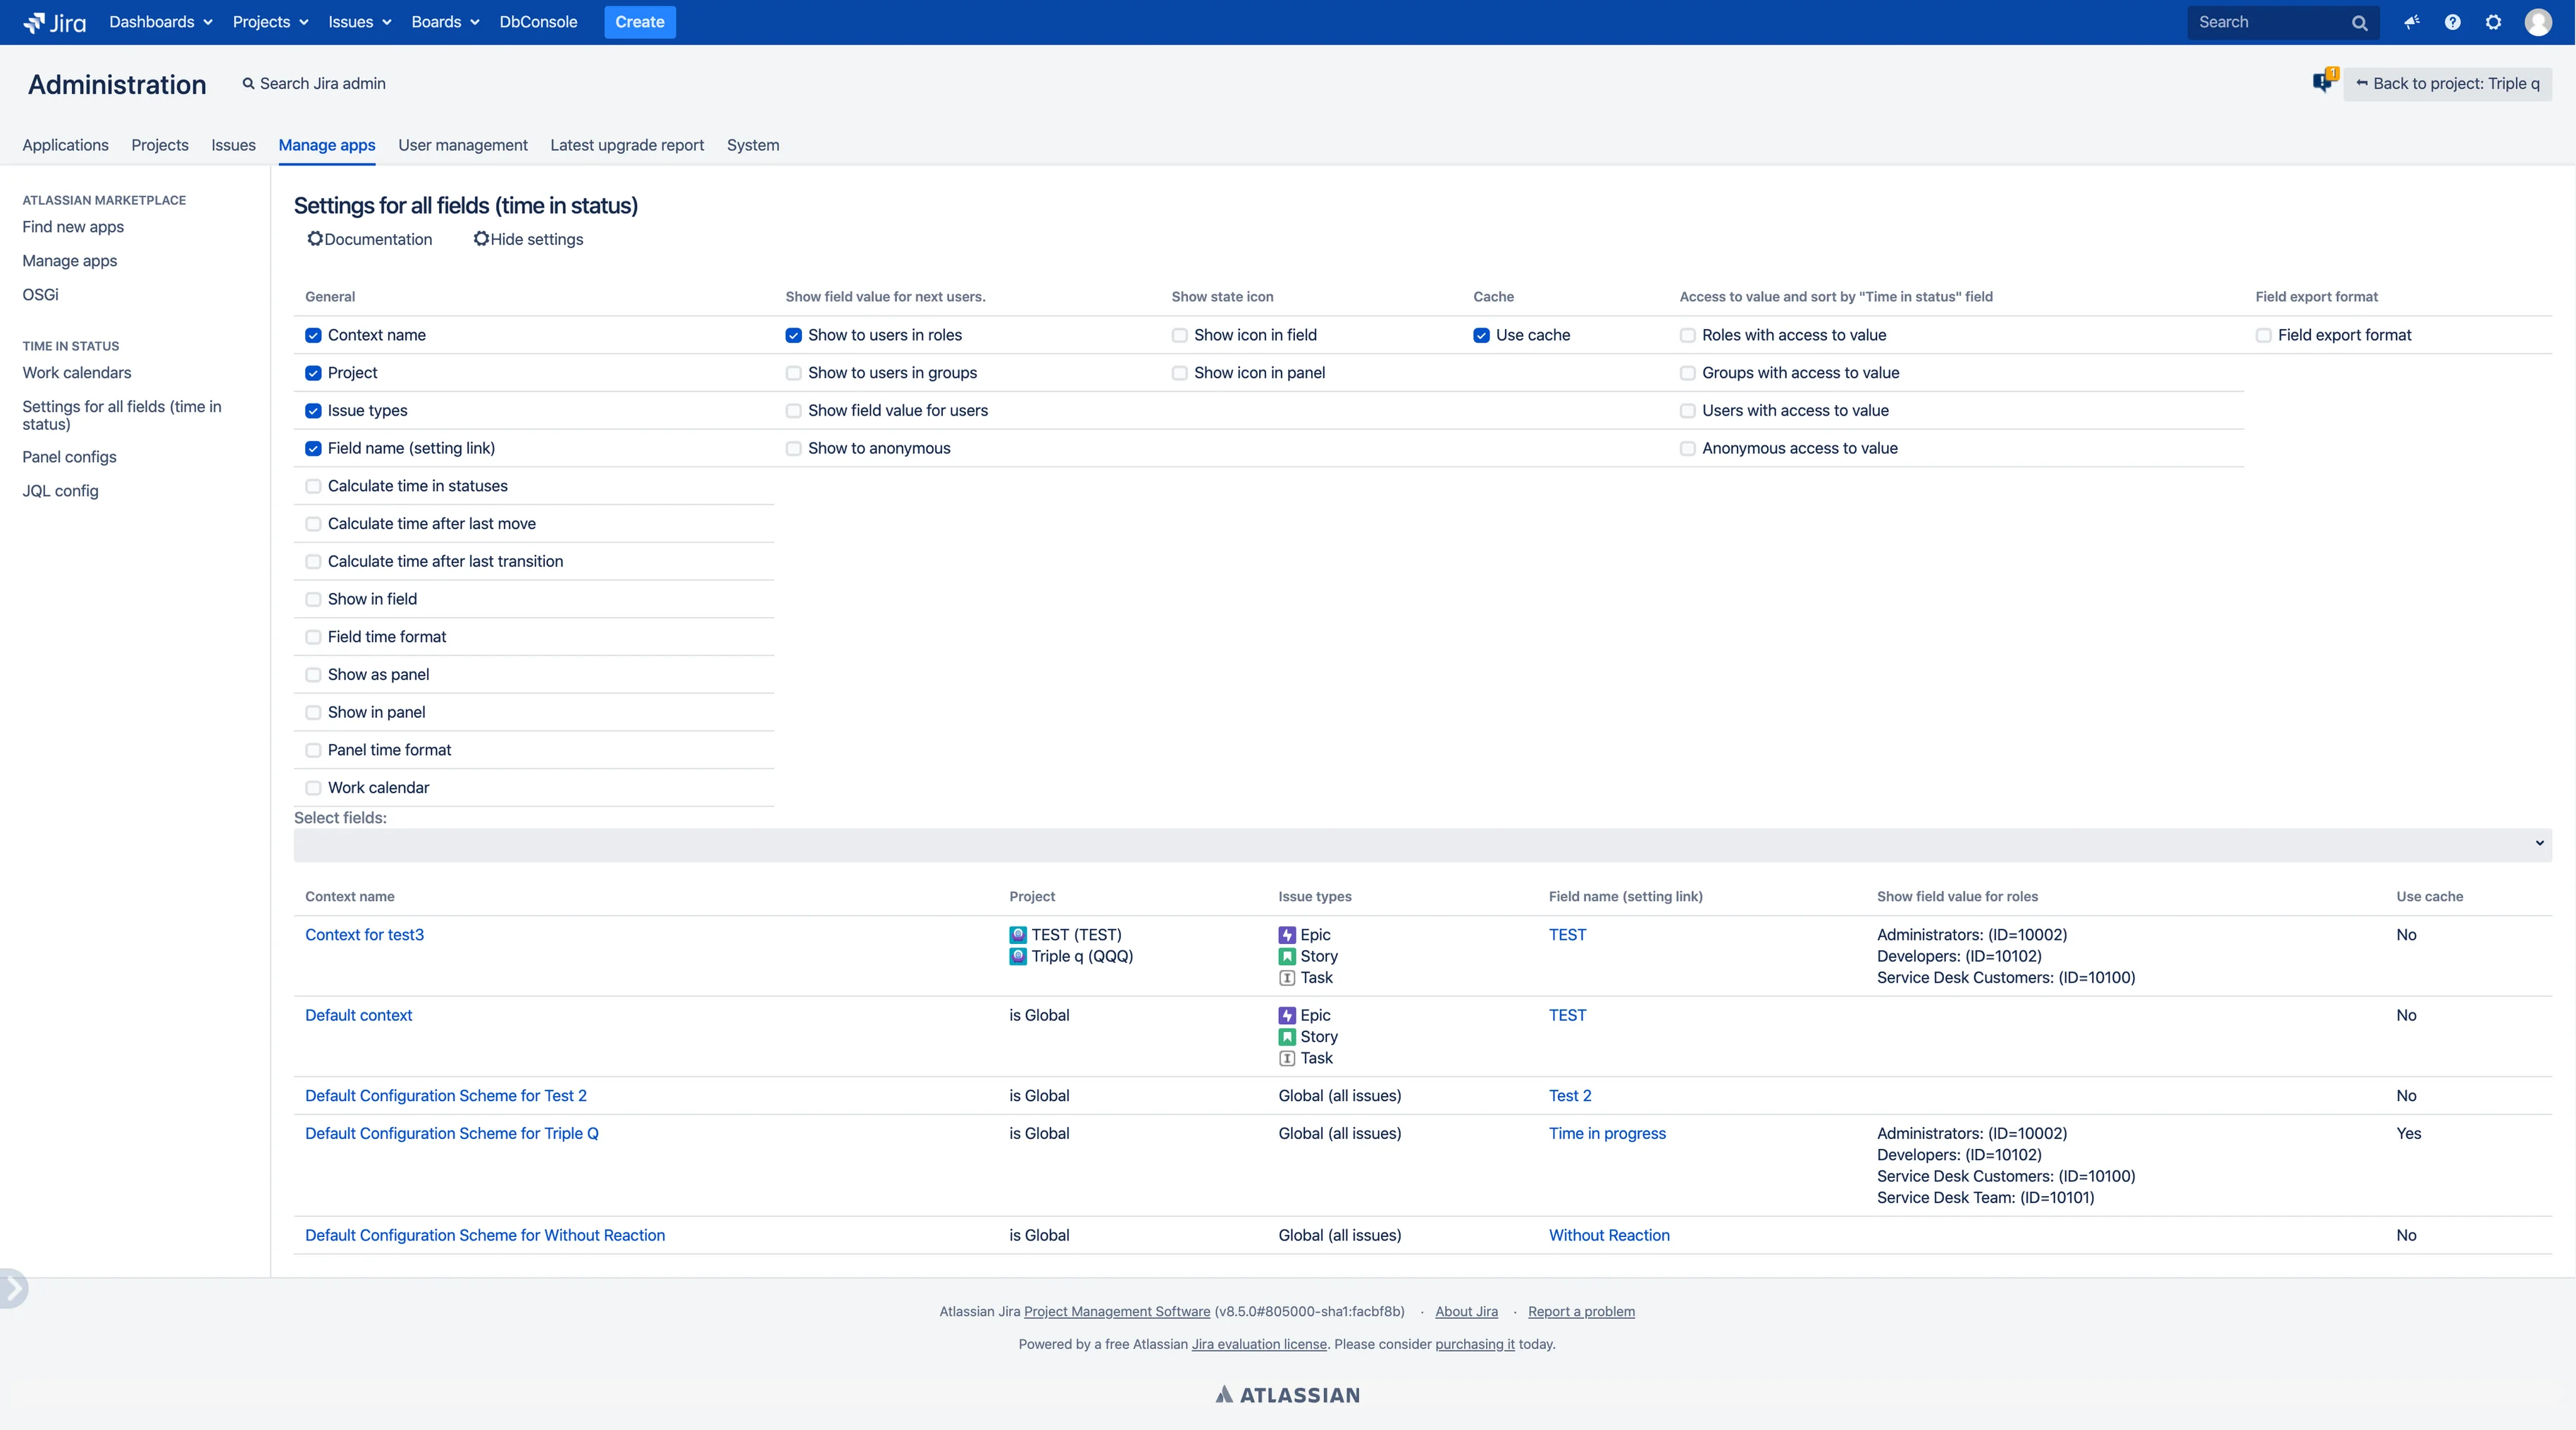 Jira Dashboards Projects Issues Boards DbConsole Create Search
Administration Search Jira admin 1 Back to project: Triple q
Applications Projects Issues Manage apps User management Latest upgrade report System
ATLASSIAN MARKETPLACE
Find new apps
Manage apps
OSGi
TIME IN STATUS
Work calendars
Settings for all fields (time in
status)
Panel configs
JQL config
Settings for all fields (time in status)
Documentation Hide settings
General Show field value for next users. Show state icon Cache Access to value and sort by "Time in status" field Field export format
Context name Show to users in roles Show icon in field Use cache Roles with access to value Field export format
Project Show to users in groups Show icon in panel Groups with access to value
Issue types Show field value for users Users with access to value
Field name (setting link) Show to anonymous Anonymous access to value
Calculate time in statuses
Calculate time after last move
Calculate time after last transition
Show in field
Field time format
Show as panel
Show in panel
Panel time format
Work calendar
Select fields:
Context name Project Issue types Field name (setting link) Show field value for roles Use cache
Context for test3 TEST (TEST) Epic TEST Administrators: (ID=10002) No
Triple q (QQQ) Story Developers: (ID=10102)
Task Service Desk Customers: (ID=10100)
Default context is Global Epic TEST No
Story
Task
Default Configuration Scheme for Test 2 is Global Global (all issues) Test 2 No
Default Configuration Scheme for Triple Q is Global Global (all issues) Time in progress Administrators: (ID=10002) Yes
Developers: (ID=10102)
Service Desk Customers: (ID=10100)
Service Desk Team: (ID=10101)
Default Configuration Scheme for Without Reaction is Global Global (all issues) Without Reaction No
Atlassian Jira Project Management Software (v8.5.0#805000-sha1:facbf8b) · About Jira · Report a problem
Powered by a free Atlassian Jira evaluation license. Please consider purchasing it today.
ATLASSIAN